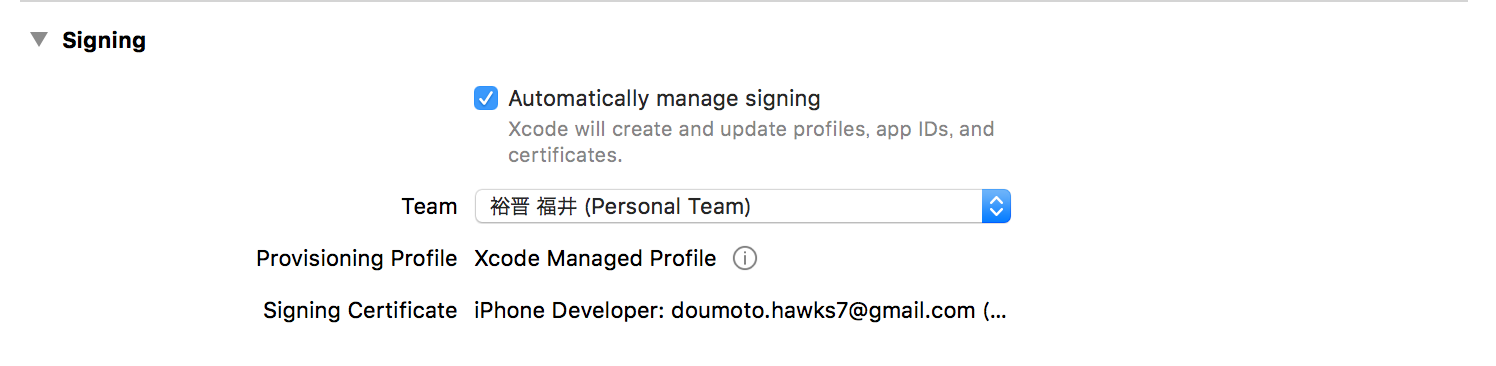 Signing
Automatically manage signing
Xcode will create and update profiles, app IDs, and
certificates.
Team 裕晋 福井 (Personal Team)
Provisioning Profile Xcode Managed Profile
Signing Certificate iPhone Developer: doumoto.hawks7@gmail.com (...